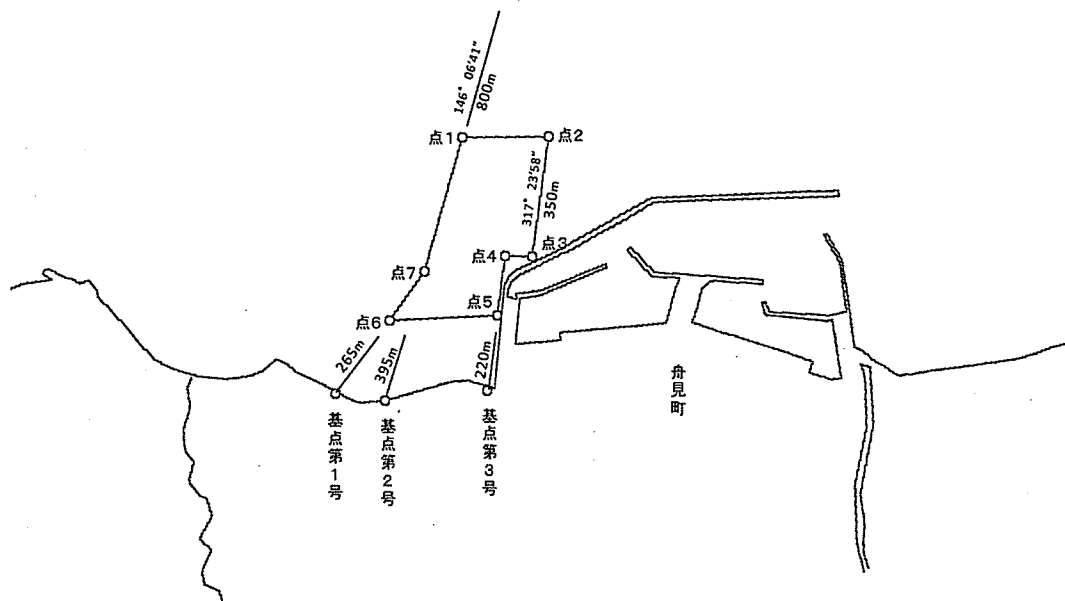 146° 06'41"
800m
点1
点2
317° 23'58"
350m
点3
点4
点7
点5
点6
265m
395m
220m
基点第1号
基点第2号
基点第3号
舟見町